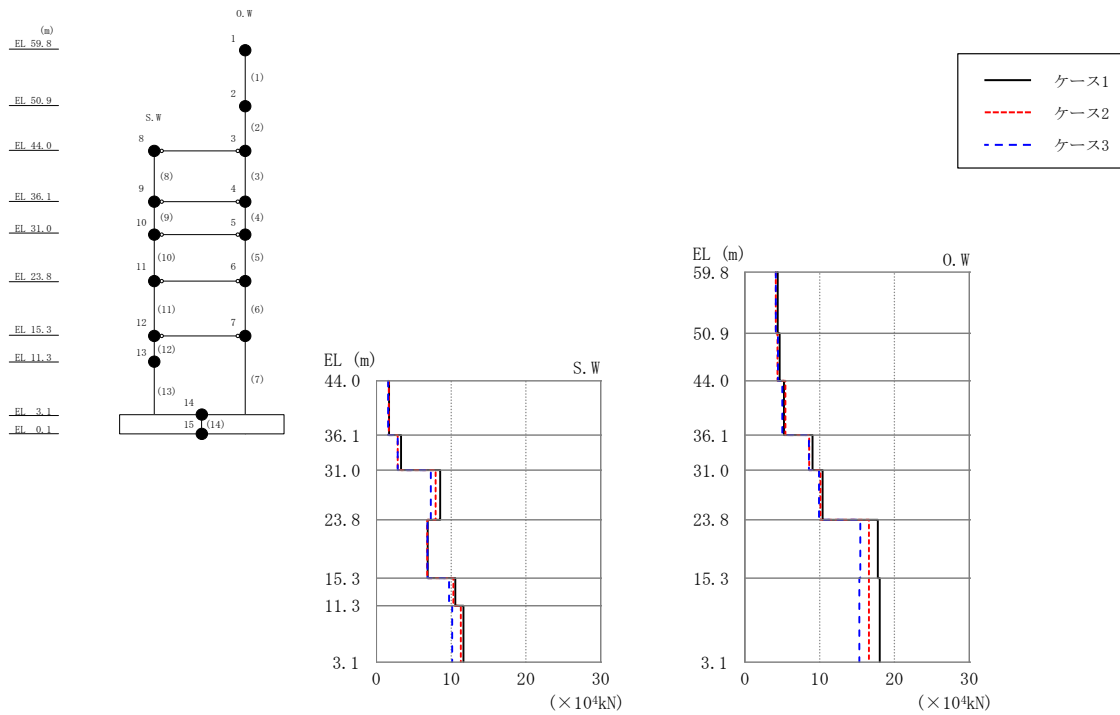 O.W
(m)
EL 59.8
1
(1)
EL 50.9
2
S.W
(2)
EL 44.0
8
3
(8)
(3)
EL 36.1
9
4
(9)
(4)
EL 31.0
10
5
(10)
(5)
EL 23.8
11
6
(11)
(6)
EL 15.3
12
7
(12)
EL 11.3
13
(13)
(7)
EL 3.1
14
EL 0.1
15
(14)
ケース1
ケース2
ケース3
EL (m)
S.W
44.0
36.1
31.0
23.8
15.3
11.3
3.1
0
10
20
30
(×10⁴kN)
EL (m)
O.W
59.8
50.9
44.0
36.1
31.0
23.8
15.3
3.1
0
10
20
30
(×10⁴kN)